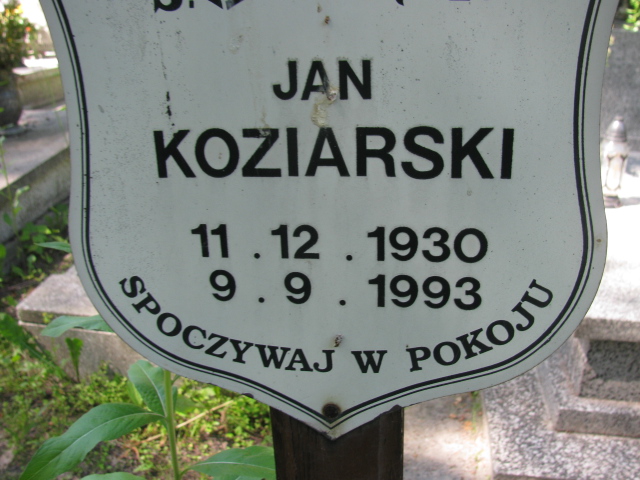 JAN
KOZIARSKI
11 . 12 . 1930
9 . 9 . 1993
SPOCZYWAJ W POKOJU